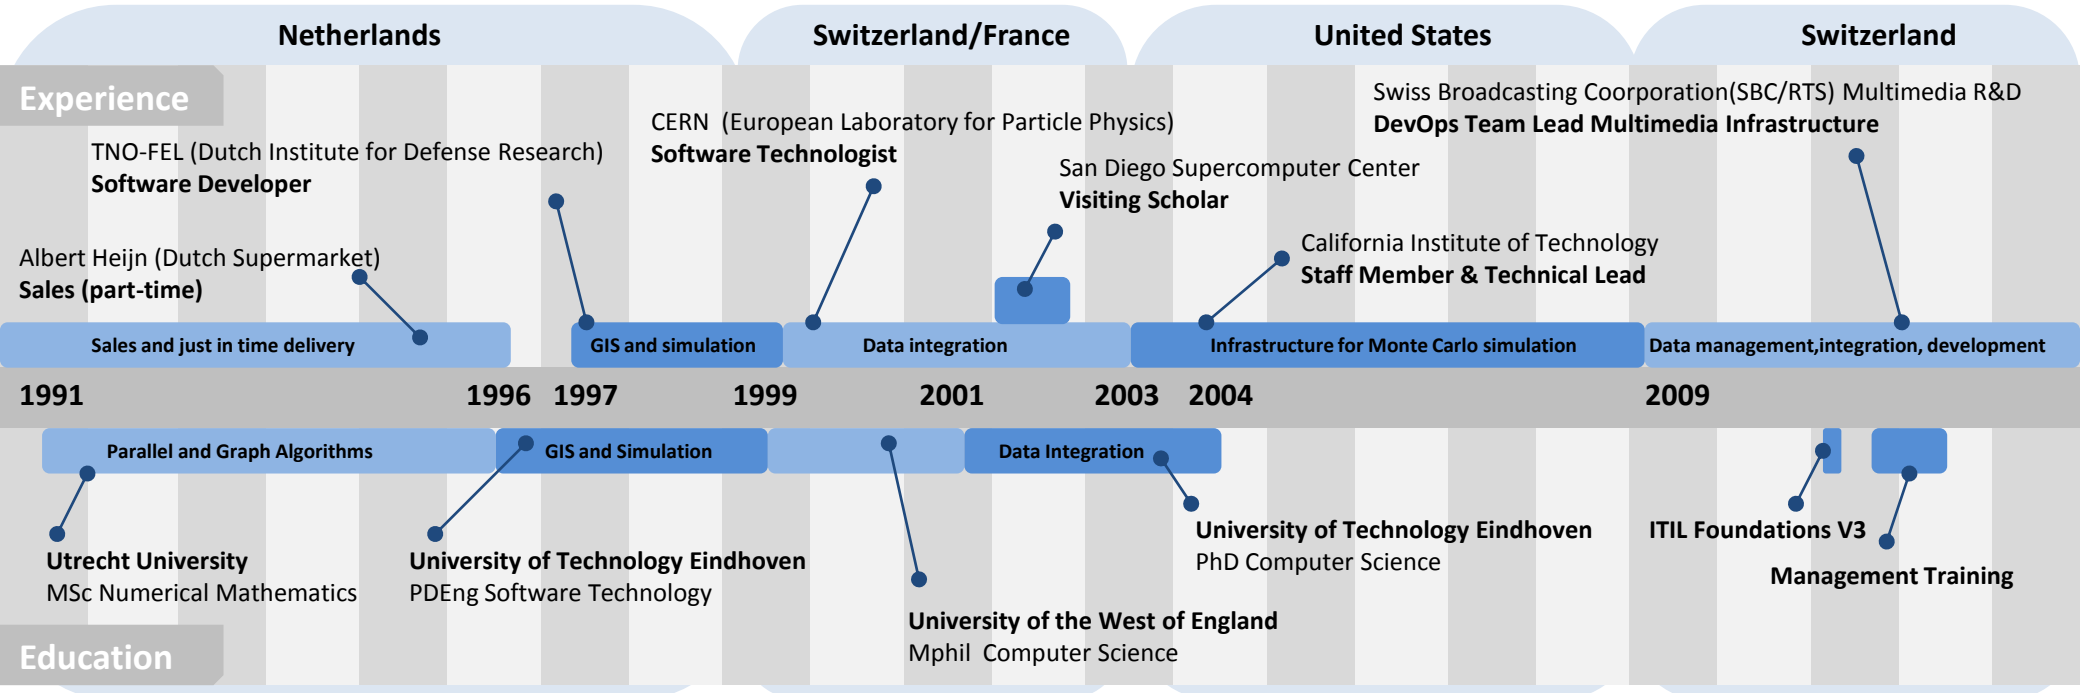 Netherlands
Switzerland/France
United States
Switzerland
Experience
Swiss Broadcasting Coorporation(SBC/RTS) Multimedia R&D
DevOps Team Lead Multimedia Infrastructure
CERN (European Laboratory for Particle Physics)
Software Technologist
TNO-FEL (Dutch Institute for Defense Research)
Software Developer
San Diego Supercomputer Center
Visiting Scholar
California Institute of Technology
Staff Member & Technical Lead
Albert Heijn (Dutch Supermarket)
Sales (part-time)
Sales and just in time delivery
GIS and simulation
Data integration
Infrastructure for Monte Carlo simulation
Data management,integration, development
1991
1996
1997
1999
2001
2003
2004
2009
Parallel and Graph Algorithms
GIS and Simulation
Data Integration
Utrecht University
MSc Numerical Mathematics
University of Technology Eindhoven
PDEng Software Technology
University of the West of England
Mphil Computer Science
University of Technology Eindhoven
PhD Computer Science
ITIL Foundations V3
Management Training
Education